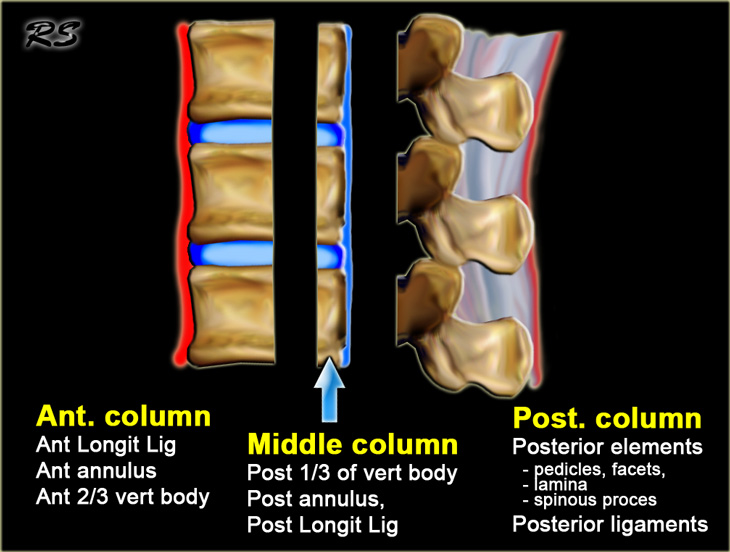 RS
Ant. column
Ant Longit Lig
Ant annulus
Ant 2/3 vert body
Middle column
Post 1/3 of vert body
Post annulus,
Post Longit Lig
Post. column
Posterior elements
- pedicles, facets,
- lamina
- spinous proces
Posterior ligaments